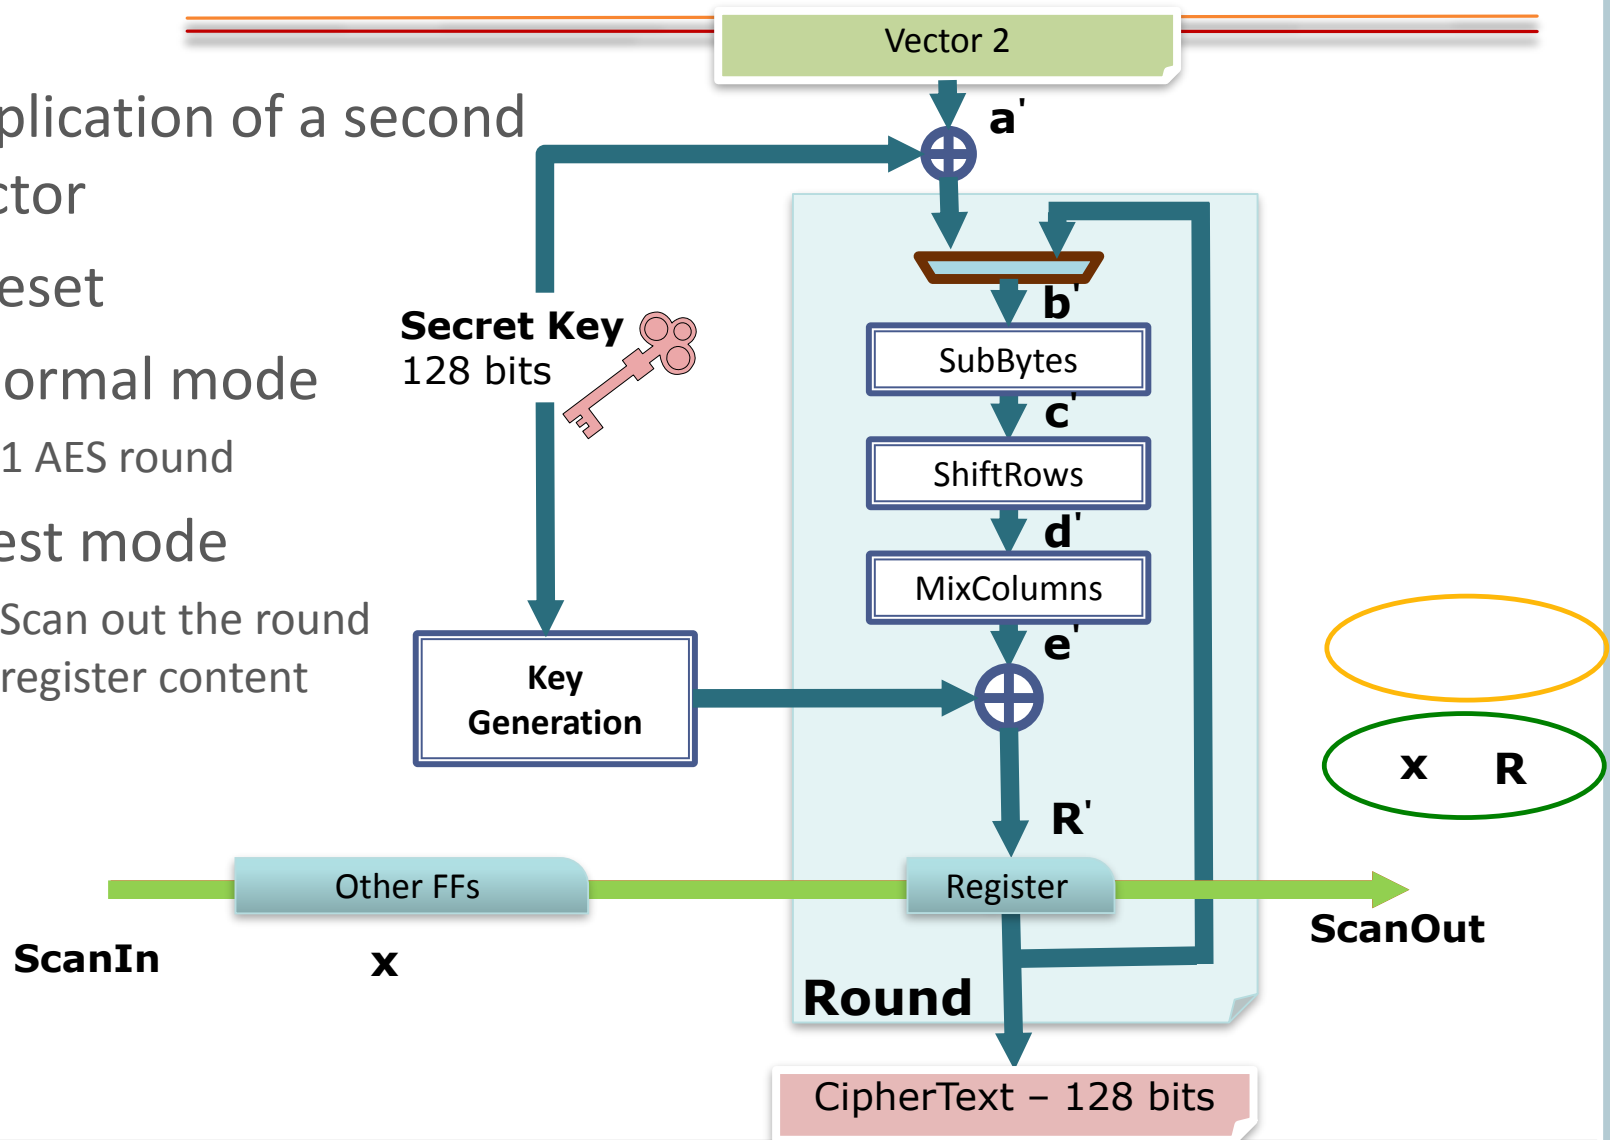 Vector 2
plication of a second
ctor
eset
ormal mode
1 AES round
est mode
Scan out the round
register content
a'
Secret Key
128 bits
b'
SubBytes
c'
ShiftRows
d'
MixColumns
e'
Key
Generation
x R
R'
Other FFs
Register
ScanIn
x
ScanOut
Round
CipherText – 128 bits